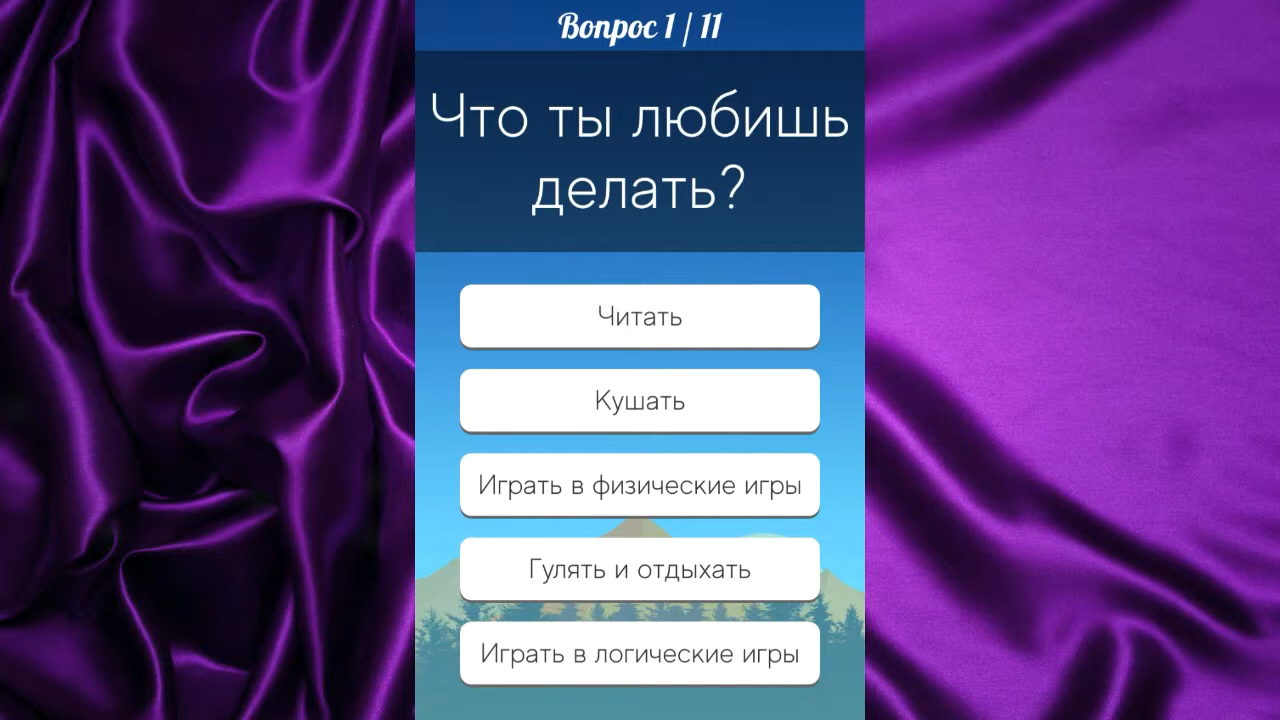 Вопрос 1 / 11
Что ты любишь
делать?
Читать
Кушать
Играть в физические игры
Гулять и отдыхать
Играть в логические игры